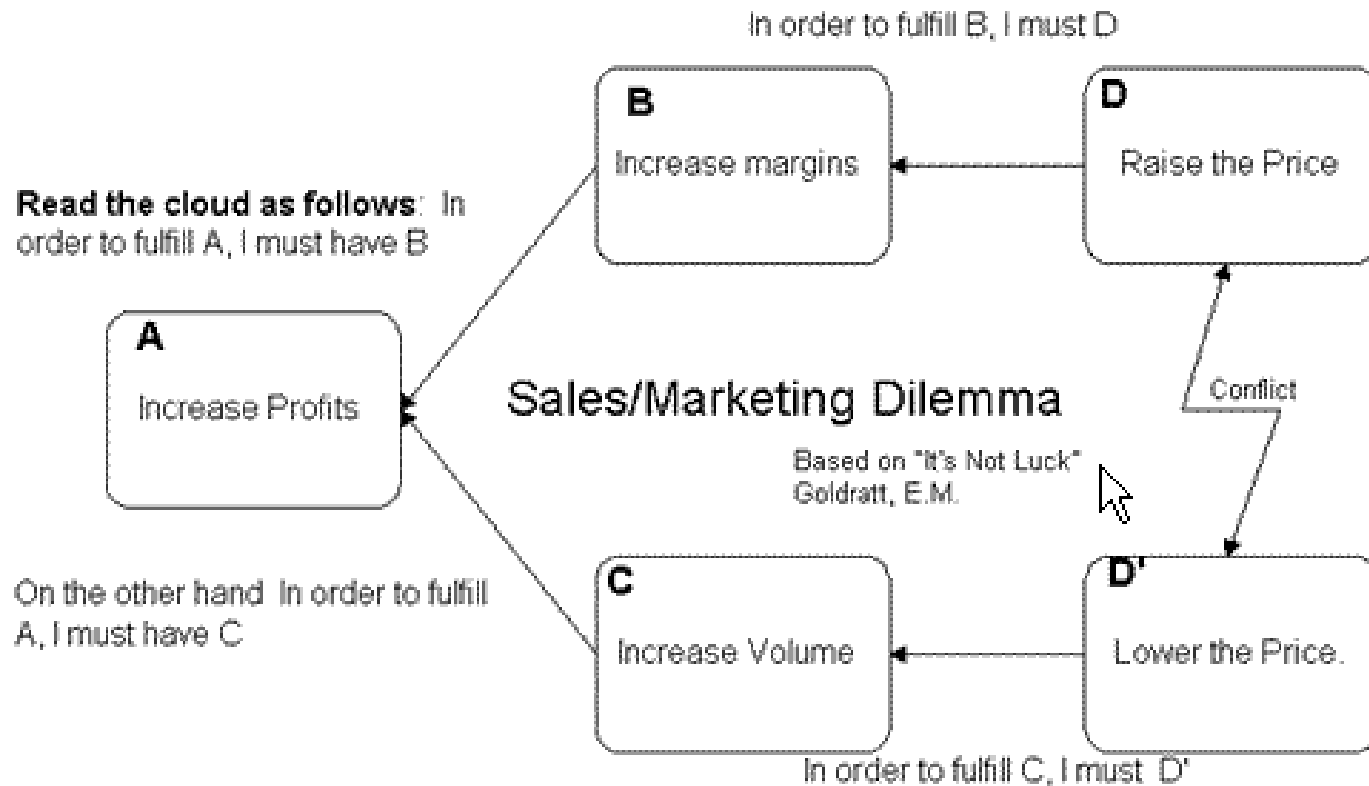 In order to fulfill B, I must D
B
Increase margins
D
Raise the Price
Read the cloud as follows: In
order to fulfill A, I must have B
A
Increase Profits
Sales/Marketing Dilemma
Conflict
Based on "It's Not Luck"
Goldratt, E.M.
On the other hand In order to fulfill
A, I must have C
C
Increase Volume
D'
Lower the Price.
In order to fulfill C, I must D'